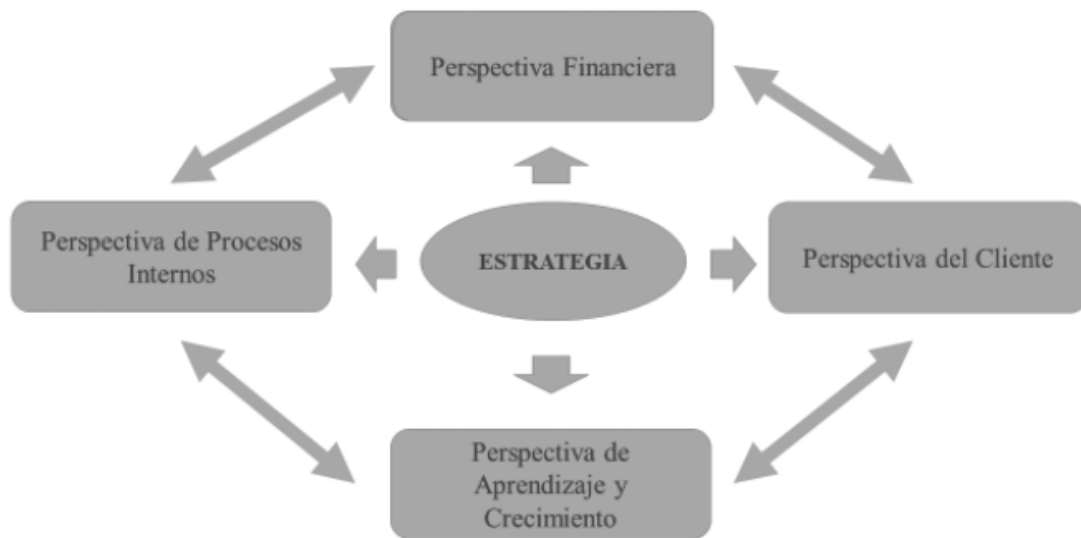 Perspectiva Financiera
Perspectiva de Procesos
Internos
ESTRATEGIA
Perspectiva del Cliente
Perspectiva de
Aprendizaje y
Crecimiento